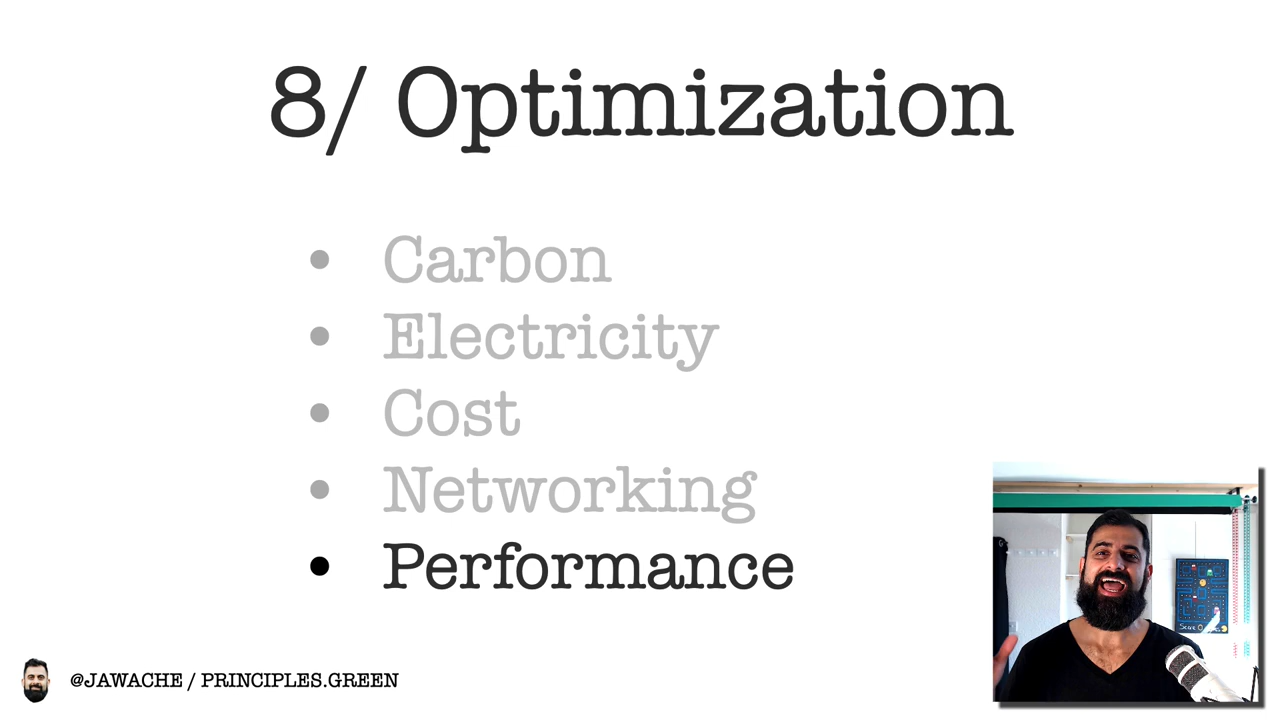 8/ Optimization
• Carbon
• Electricity
• Cost
• Networking
• Performance
@JAWACHE / PRINCIPLES.GREEN